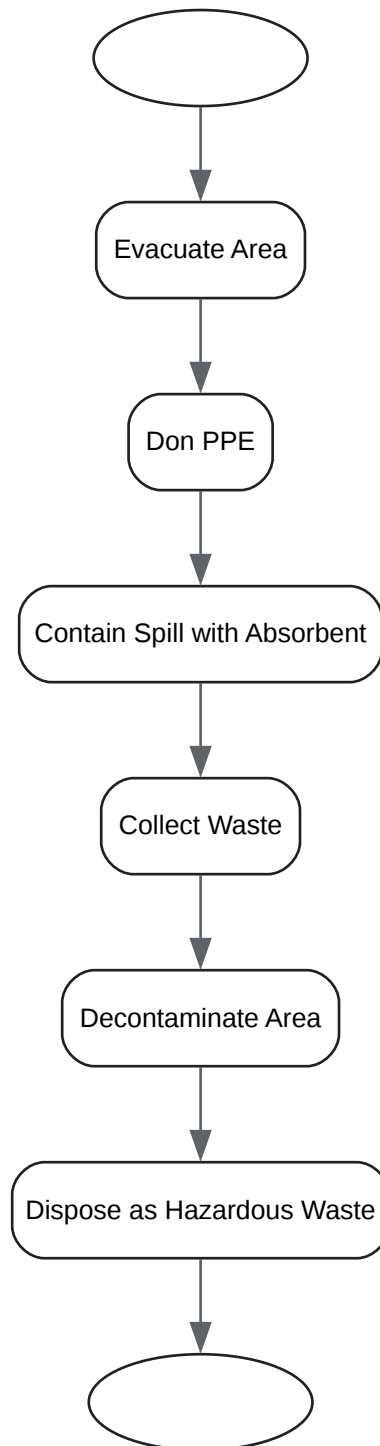 Evacuate Area
Don PPE
Contain Spill with Absorbent
Collect Waste
Decontaminate Area
Dispose as Hazardous Waste